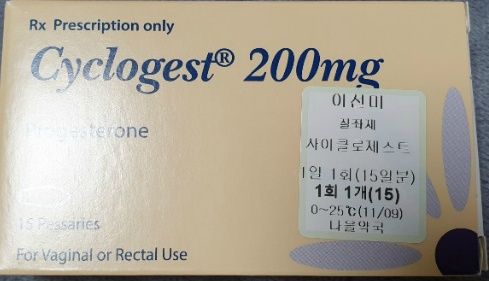 Rx Prescription only
Cyclogest® 200mg
Progesterone
15 Pessaries
For Vaginal or Rectal Use
이선미
질좌제
사이클로제스트
1일 1회(15일분)
1회 1개(15)
0~25℃(11/09)
나을약국